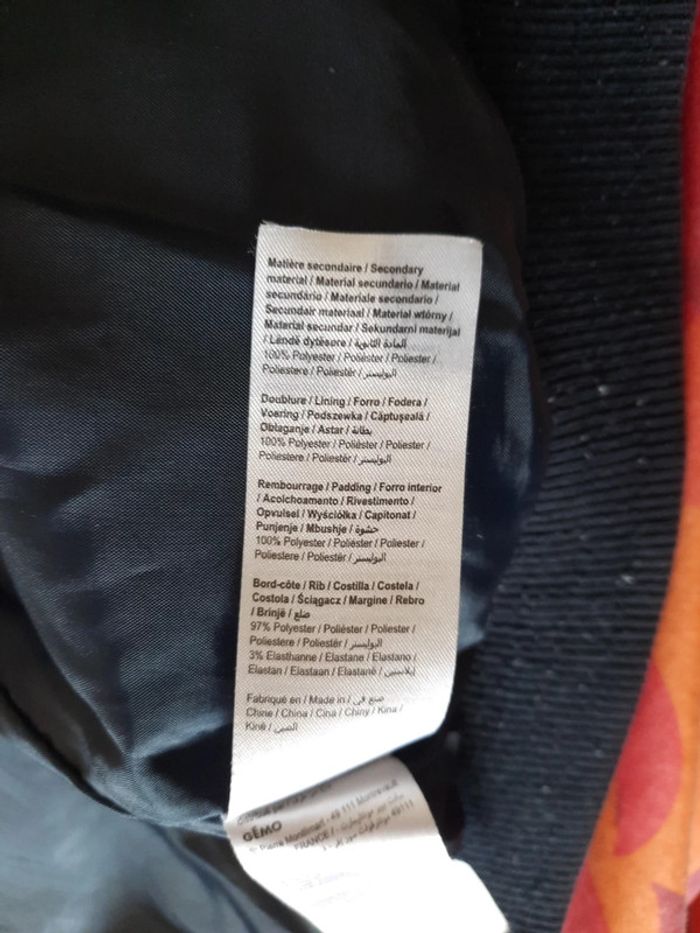 Matière secondaire / Secondary
material / Material secundario / Material
secundário / Materiale secondario /
Secundair materiaal / Materiał wtórny /
Material secundar / Sekundarni materijal
/ Lëndë dytësore / المادة الثانوية
100% Polyester / Poliéster / Poliester /
Poliestere / Poliestër / البوليستر
Doublure / Lining / Forro / Fodera /
Voering / Podszewka / Căptușeală /
Oblaganje / Astar / بطانة
100% Polyester / Poliéster / Poliester /
Poliestere / Poliestër / البوليستر
Rembourrage / Padding / Forro interior
/ Acolchoamento / Rivestimento /
Opvulsel / Wyściółka / Capitonat /
Punjenje / Mbushje / حشوة
100% Polyester / Poliéster / Poliester /
Poliestere / Poliestër / البوليستر
Bord-côte / Rib / Costilla / Costela /
Costola / Ściągacz / Margine / Rebro
/ Brinjë / ضلع
97% Polyester / Poliéster / Poliester /
Poliestere / Poliestër / البوليستر
3% Elasthanne / Elastane / Elastano /
Elastan / Elastaan / Elastanë / إيلاستين
Fabriqué en / Made in / صنع في
Chine / China / Cina / Chiny / Kina /
Kinë / الصين
49 111
GÉMO
FRANCE /
49111